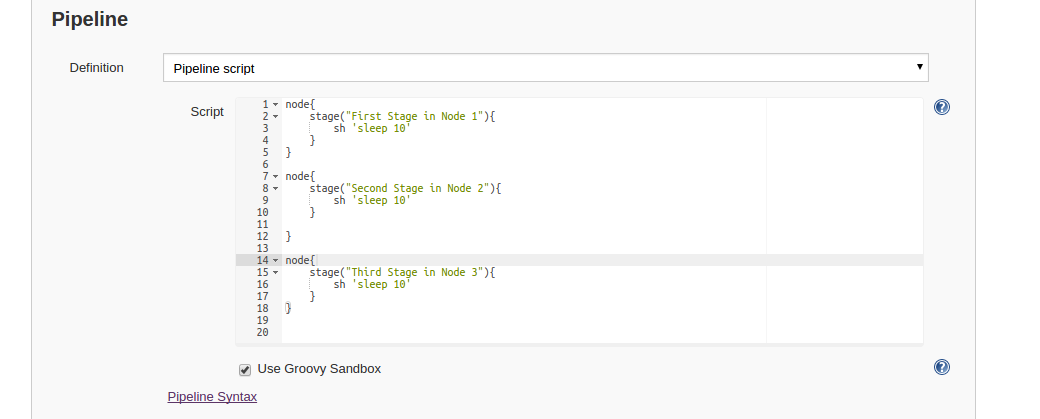 Pipeline
Definition
Pipeline script
Script
1 node{
2     stage("First Stage in Node 1"){
3         sh 'sleep 10'
4     }
5 }
6
7 node{
8     stage("Second Stage in Node 2"){
9         sh 'sleep 10'
10     }
11
12 }
13
14 node{
15     stage("Third Stage in Node 3"){
16         sh 'sleep 10'
17     }
18 }
19
20
Use Groovy Sandbox
Pipeline Syntax